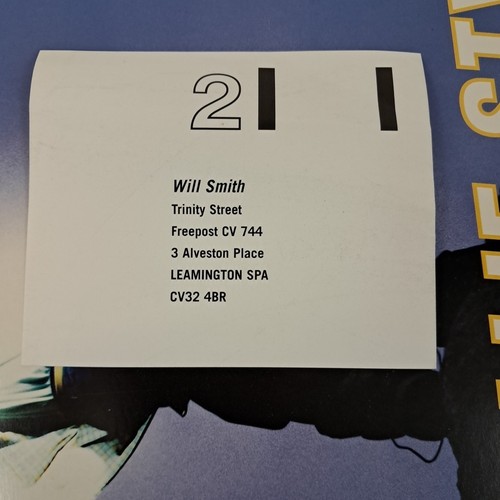 2
Will Smith
Trinity Street
Freepost CV 744
3 Alveston Place
LEAMINGTON SPA
CV32 4BR